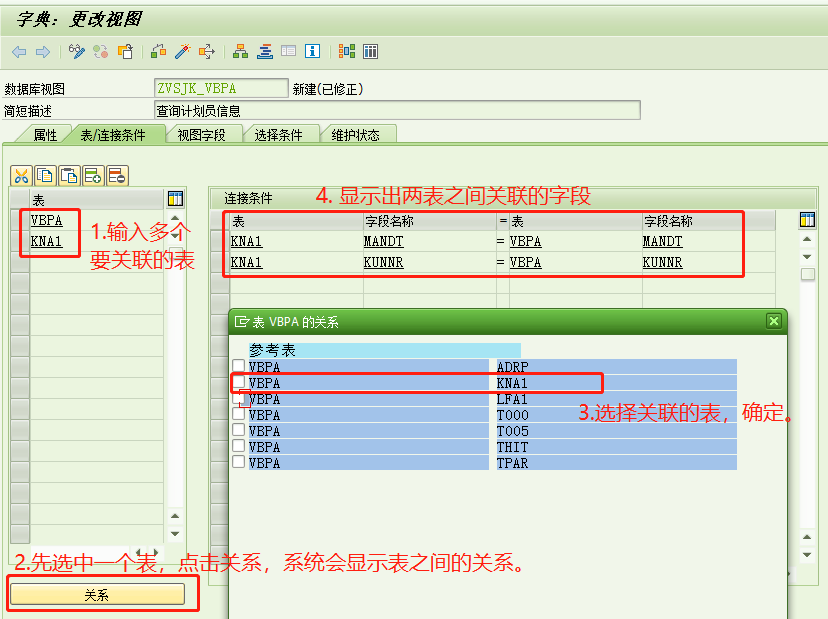 字典: 更改视图
数据库视图 ZVSJK_VBPA 新建(已修正)
简短描述 查询计划员信息
属性 表/连接条件 视图字段 选择条件 维护状态
表
VBPA
KNA1
1.输入多个
要关联的表
连接条件
4. 显示出两表之间关联的字段
表 字段名称 = 表 字段名称
KNA1 MANDT = VBPA MANDT
KNA1 KUNNR = VBPA KUNNR
表 VBPA 的关系
参考表
VBPA ADRP
VBPA KNA1
VBPA LFA1
VBPA T000
VBPA T005
VBPA THIT
VBPA TPAR
3.选择关联的表，确定。
2.先选中一个表，点击关系，系统会显示表之间的关系。
关系